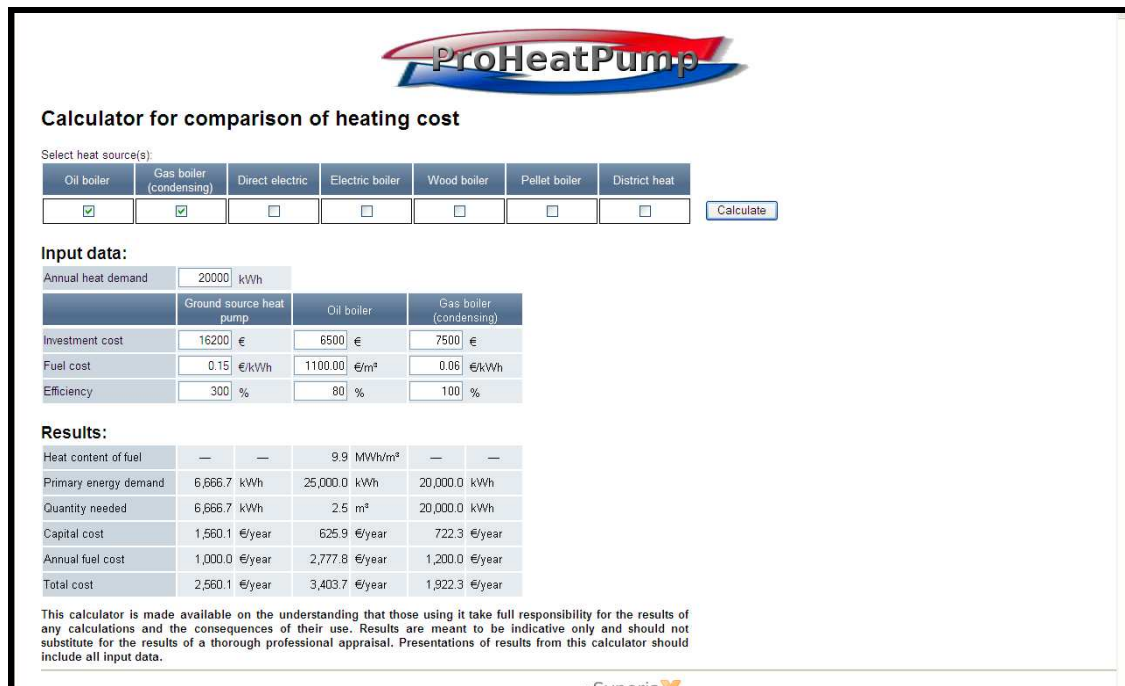 ProHeatPump
Calculator for comparison of heating cost
Select heat source(s):
Oil boiler Gas boiler (condensing) Direct electric Electric boiler Wood boiler Pellet boiler District heat
Calculate
Input data:
Annual heat demand 20000 kWh
Ground source heat pump Oil boiler Gas boiler (condensing)
Investment cost 16200 € 6500 € 7500 €
Fuel cost 0.15 €/kWh 1100.00 €/m³ 0.06 €/kWh
Efficiency 300 % 80 % 100 %
Results:
Heat content of fuel — — 9.9 MWh/m³ — —
Primary energy demand 6,666.7 kWh 25,000.0 kWh 20,000.0 kWh
Quantity needed 6,666.7 kWh 2.5 m³ 20,000.0 kWh
Capital cost 1,560.1 €/year 625.9 €/year 722.3 €/year
Annual fuel cost 1,000.0 €/year 2,777.8 €/year 1,200.0 €/year
Total cost 2,560.1 €/year 3,403.7 €/year 1,922.3 €/year
This calculator is made available on the understanding that those using it take full responsibility for the results of
any calculations and the consequences of their use. Results are meant to be indicative only and should not
substitute for the results of a thorough professional appraisal. Presentations of results from this calculator should
include all input data.